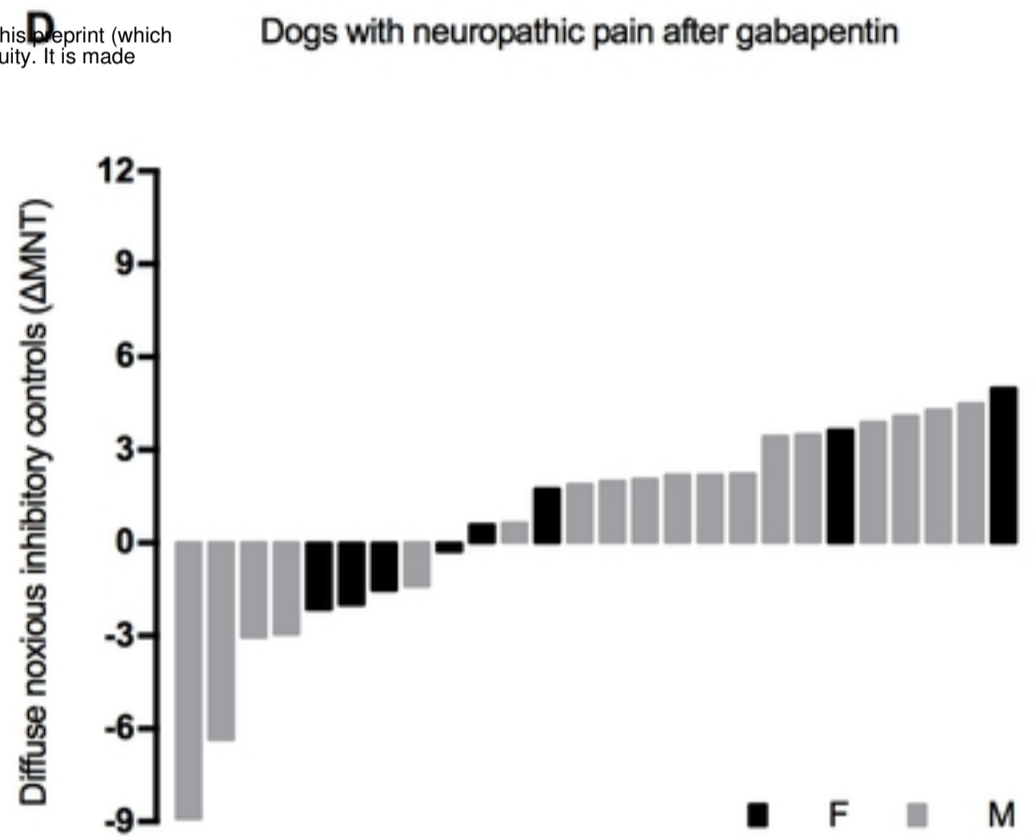 D
his preprint (which
uity. It is made
Dogs with neuropathic pain after gabapentin
Diffuse noxious inhibitory controls (ΔMNT)
12
9
6
3
0
-3
-6
-9
F M